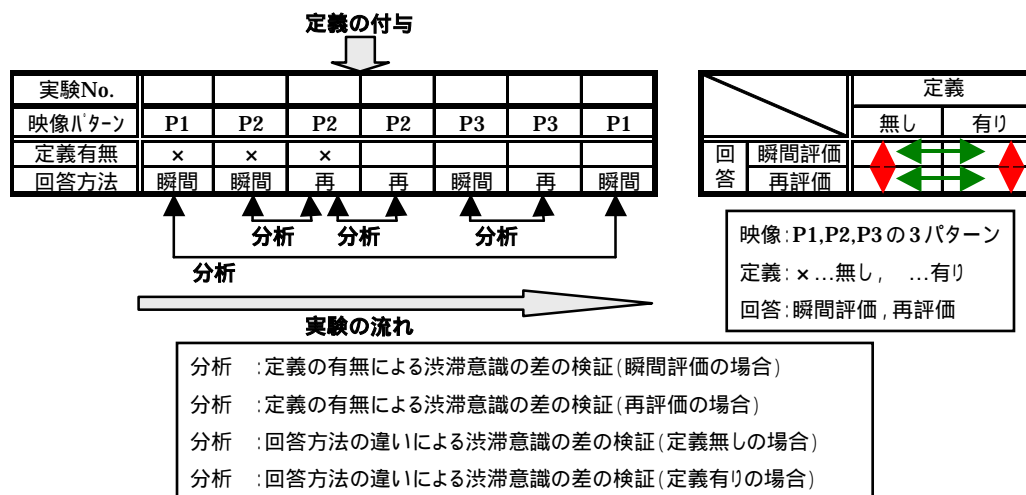 定義の付与
実験No.
映像パターン P1 P2 P2 P2 P3 P3 P1
定義有無 × × ×
回答方法 瞬間 瞬間 再 再 瞬間 再 瞬間
分析 分析 分析
分析
実験の流れ
定義
無し 有り
回答 瞬間評価
再評価
映像:P1,P2,P3の3パターン
定義:×…無し, …有り
回答:瞬間評価,再評価
分析 :定義の有無による渋滞意識の差の検証(瞬間評価の場合)
分析 :定義の有無による渋滞意識の差の検証(再評価の場合)
分析 :回答方法の違いによる渋滞意識の差の検証(定義無しの場合)
分析 :回答方法の違いによる渋滞意識の差の検証(定義有りの場合)